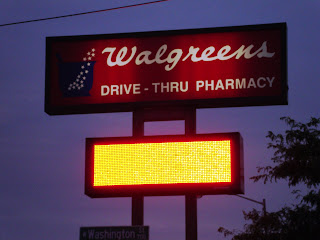 Walgreens
DRIVE - THRU PHARMACY
Washington